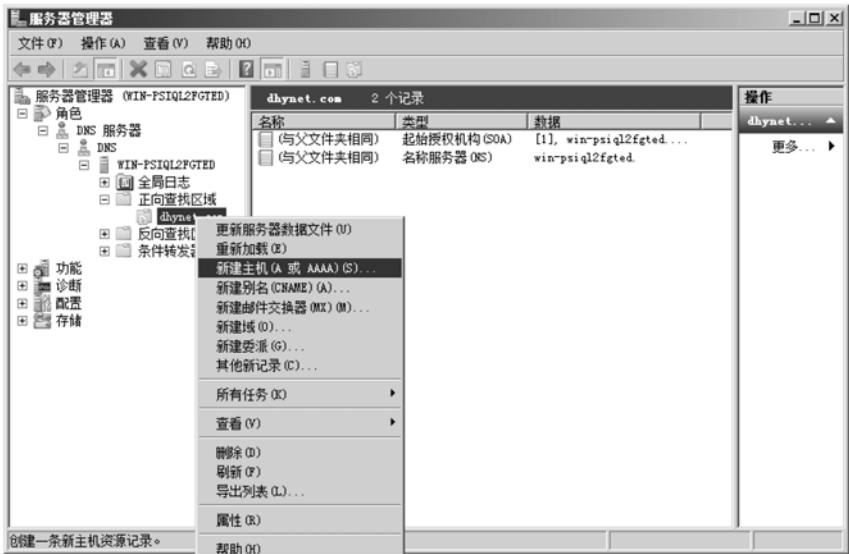 服务器管理器
文件(F) 操作(A) 查看(V) 帮助(H)
服务器管理器 (WIN-PSIQL2FGTED)
角色
DNS 服务器
DNS
WIN-PSIQL2FGTED
全局日志
正向查找区域
dhynet.com
反向查找
条件转发
功能
诊断
配置
存储
dhynet.com 2 个记录
名称 类型 数据
(与父文件夹相同) 起始授权机构(SOA) [1], win-psiql2fgted....
(与父文件夹相同) 名称服务器(NS) win-psiql2fgted.
更新服务器数据文件(U)
重新加载(E)
新建主机(A 或 AAAA)(S)...
新建别名(CNAME)(A)...
新建邮件交换器(MX)(M)...
新建域(O)...
新建委派(G)...
其他新记录(C)...
所有任务(K)
查看(V)
删除(D)
刷新(F)
导出列表(L)...
属性(R)
帮助(H)
操作
dhynet...
更多...
创建一条新主机资源记录。